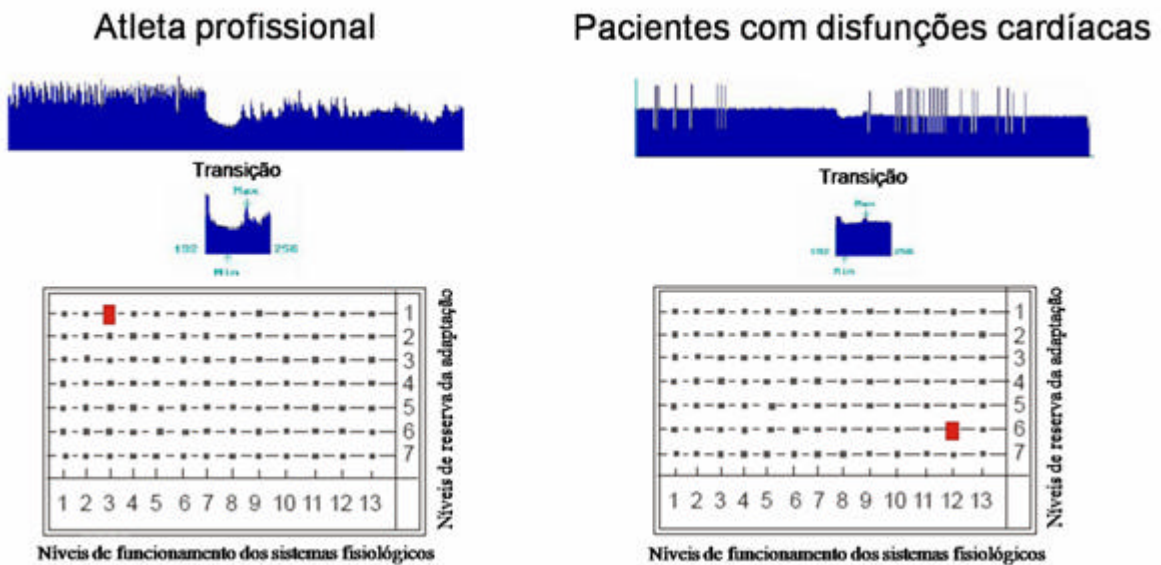 Atleta profissional
Transição
Max
192 256
Min
1
2
3
4
5
6
7
1 2 3 4 5 6 7 8 9 10 11 12 13
Níveis de reserva da adaptação
Níveis de funcionamento dos sistemas fisiológicos
Pacientes com disfunções cardíacas
Transição
Max
192 256
Min
1
2
3
4
5
6
7
1 2 3 4 5 6 7 8 9 10 11 12 13
Níveis de reserva da adaptação
Níveis de funcionamento dos sistemas fisiológicos